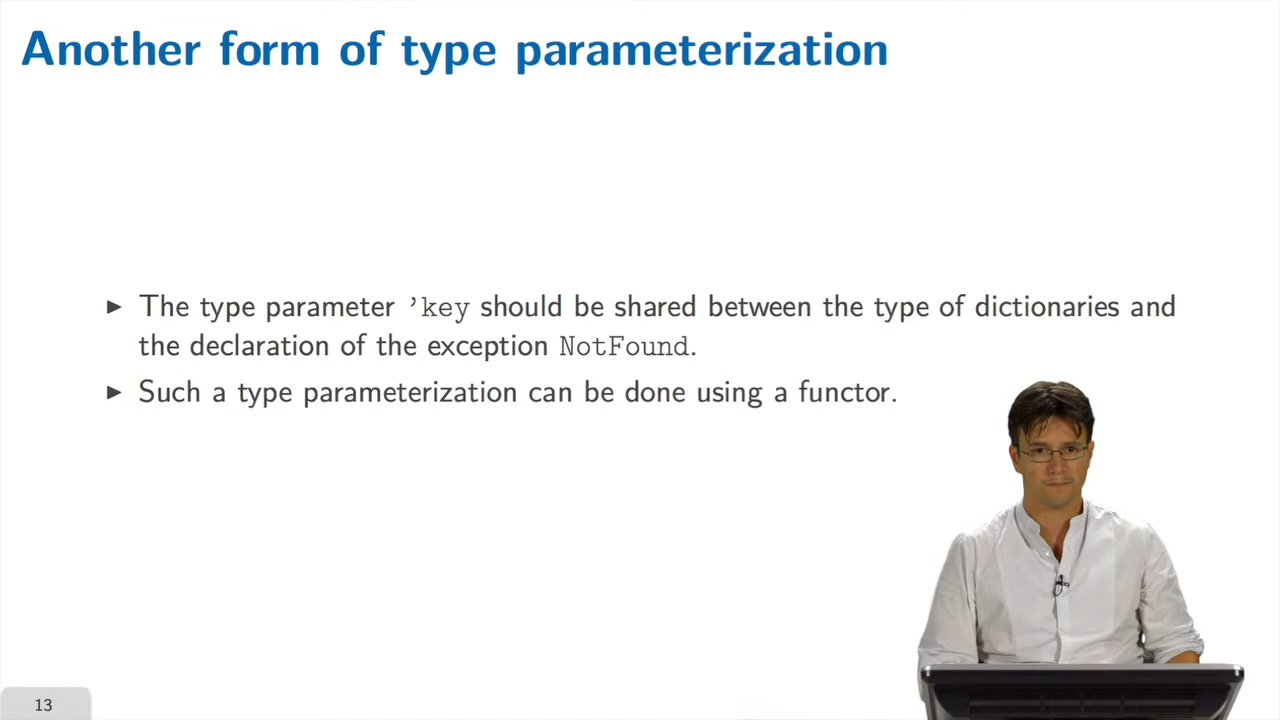 Another form of type parameterization
▶ The type parameter 'key should be shared between the type of dictionaries and
the declaration of the exception NotFound.
▶ Such a type parameterization can be done using a functor.
13